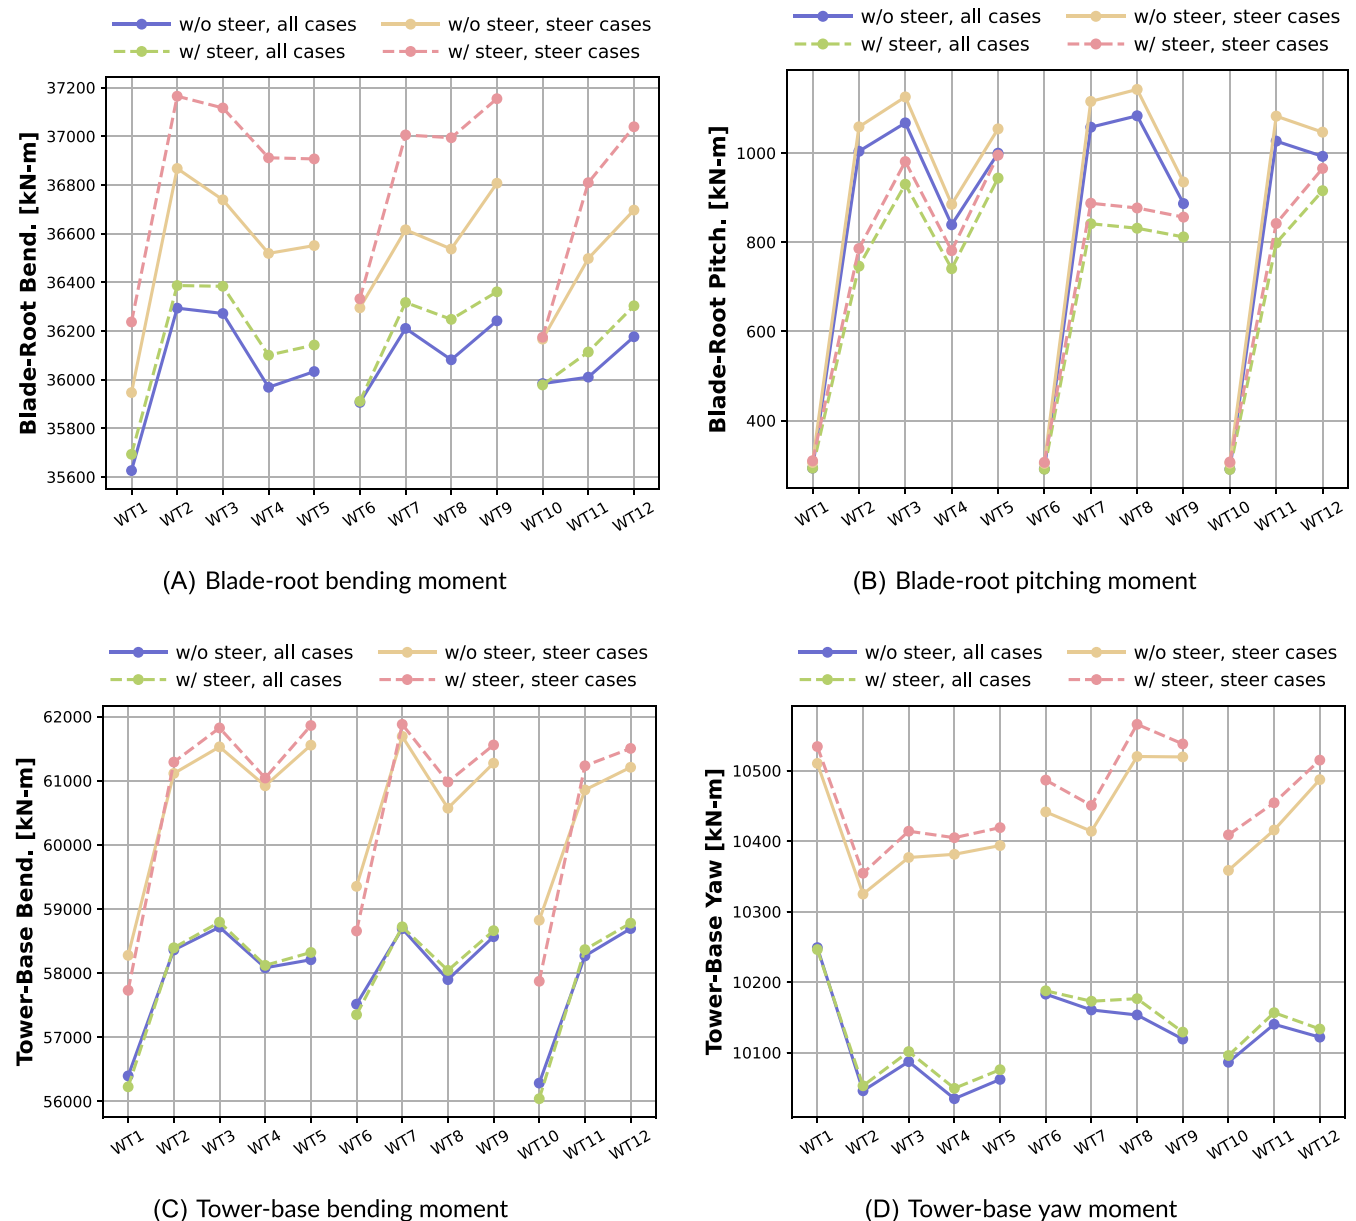 w/o steer, all cases
w/o steer, steer cases
w/ steer, all cases
w/ steer, steer cases
Blade-Root Bend. [kN-m]
37200
37000
36800
36600
36400
36200
36000
35800
35600
WT1 WT2 WT3 WT4 WT5 WT6 WT7 WT8 WT9 WT10 WT11 WT12
(A) Blade-root bending moment
w/o steer, all cases
w/o steer, steer cases
w/ steer, all cases
w/ steer, steer cases
Blade-Root Pitch. [kN-m]
1000
800
600
400
WT1 WT2 WT3 WT4 WT5 WT6 WT7 WT8 WT9 WT10 WT11 WT12
(B) Blade-root pitching moment
w/o steer, all cases
w/o steer, steer cases
w/ steer, all cases
w/ steer, steer cases
Tower-Base Bend. [kN-m]
62000
61000
60000
59000
58000
57000
56000
WT1 WT2 WT3 WT4 WT5 WT6 WT7 WT8 WT9 WT10 WT11 WT12
(C) Tower-base bending moment
w/o steer, all cases
w/o steer, steer cases
w/ steer, all cases
w/ steer, steer cases
Tower-Base Yaw [kN-m]
10500
10400
10300
10200
10100
WT1 WT2 WT3 WT4 WT5 WT6 WT7 WT8 WT9 WT10 WT11 WT12
(D) Tower-base yaw moment